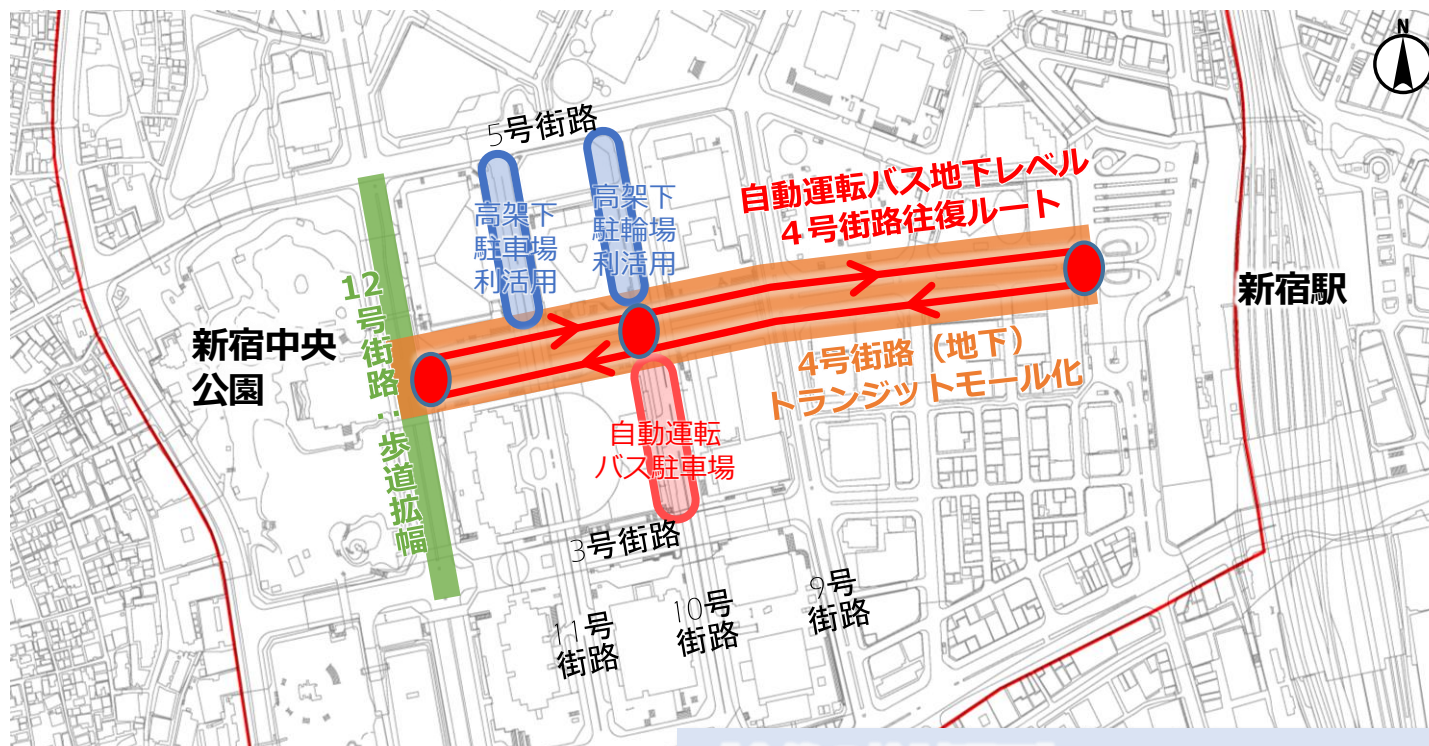 N
5号街路
高架下
駐車場
利活用
高架下
駐輪場
利活用
自動運転バス地下レベル
4号街路往復ルート
新宿駅
12号街路:歩道拡幅
新宿中央
公園
4号街路（地下）
トランジットモール化
自動運転
バス駐車場
3号街路
11号
街路
10号
街路
9号
街路